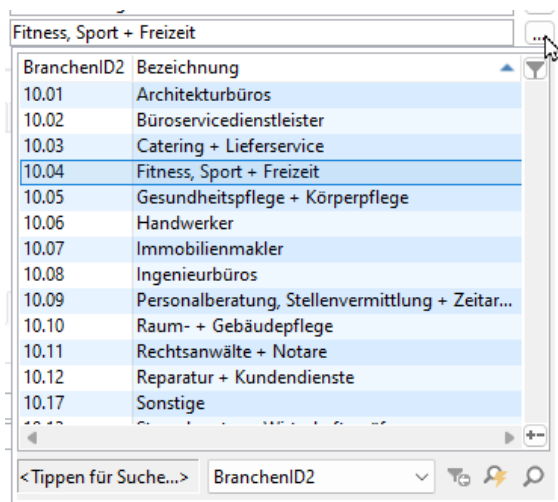 Fitness, Sport + Freizeit
...
BranchenID2 Bezeichnung
10.01 Architekturbüros
10.02 Büroservicedienstleister
10.03 Catering + Lieferservice
10.04 Fitness, Sport + Freizeit
10.05 Gesundheitspflege + Körperpflege
10.06 Handwerker
10.07 Immobilienmakler
10.08 Ingenieurbüros
10.09 Personalberatung, Stellenvermittlung + Zeitar...
10.10 Raum- + Gebäudepflege
10.11 Rechtsanwälte + Notare
10.12 Reparatur + Kundendienste
10.17 Sonstige
<Tippen für Suche...> BranchenID2